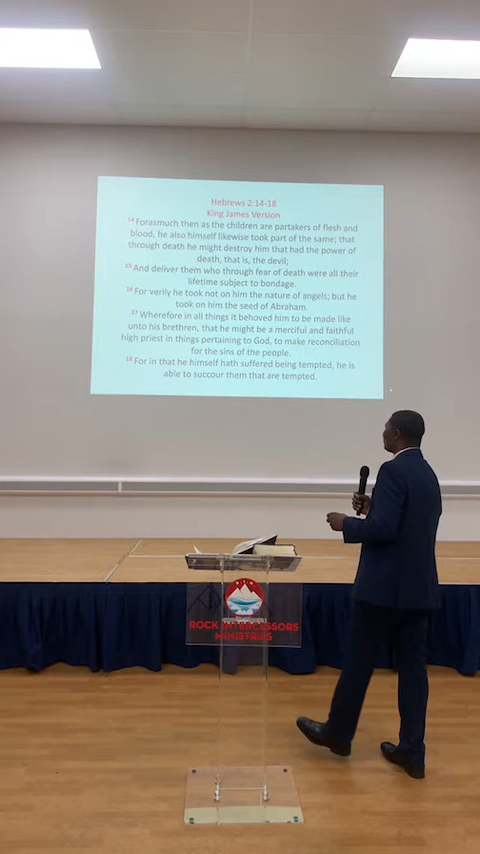 Hebrews 2:14-18
King James Version
14 Forasmuch then as the children are partakers of flesh and
blood, he also himself likewise took part of the same; that
through death he might destroy him that had the power of
death, that is, the devil;
15 And deliver them who through fear of death were all their
lifetime subject to bondage.
16 For verily he took not on him the nature of angels; but he
took on him the seed of Abraham.
17 Wherefore in all things it behoved him to be made like
unto his brethren, that he might be a merciful and faithful
high priest in things pertaining to God, to make reconciliation
for the sins of the people.
18 For in that he himself hath suffered being tempted, he is
able to succour them that are tempted.
ROCK INTERCESSORS
MINISTRIES